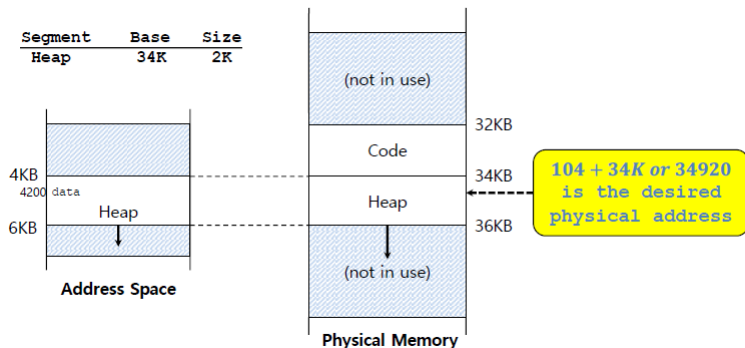 Segment Base Size
Heap 34K 2K
(not in use)
32KB
Code
4KB
34KB
4200 data
Heap
Heap
6KB
36KB
(not in use)
Address Space
Physical Memory
104 + 34K or 34920
is the desired
physical address